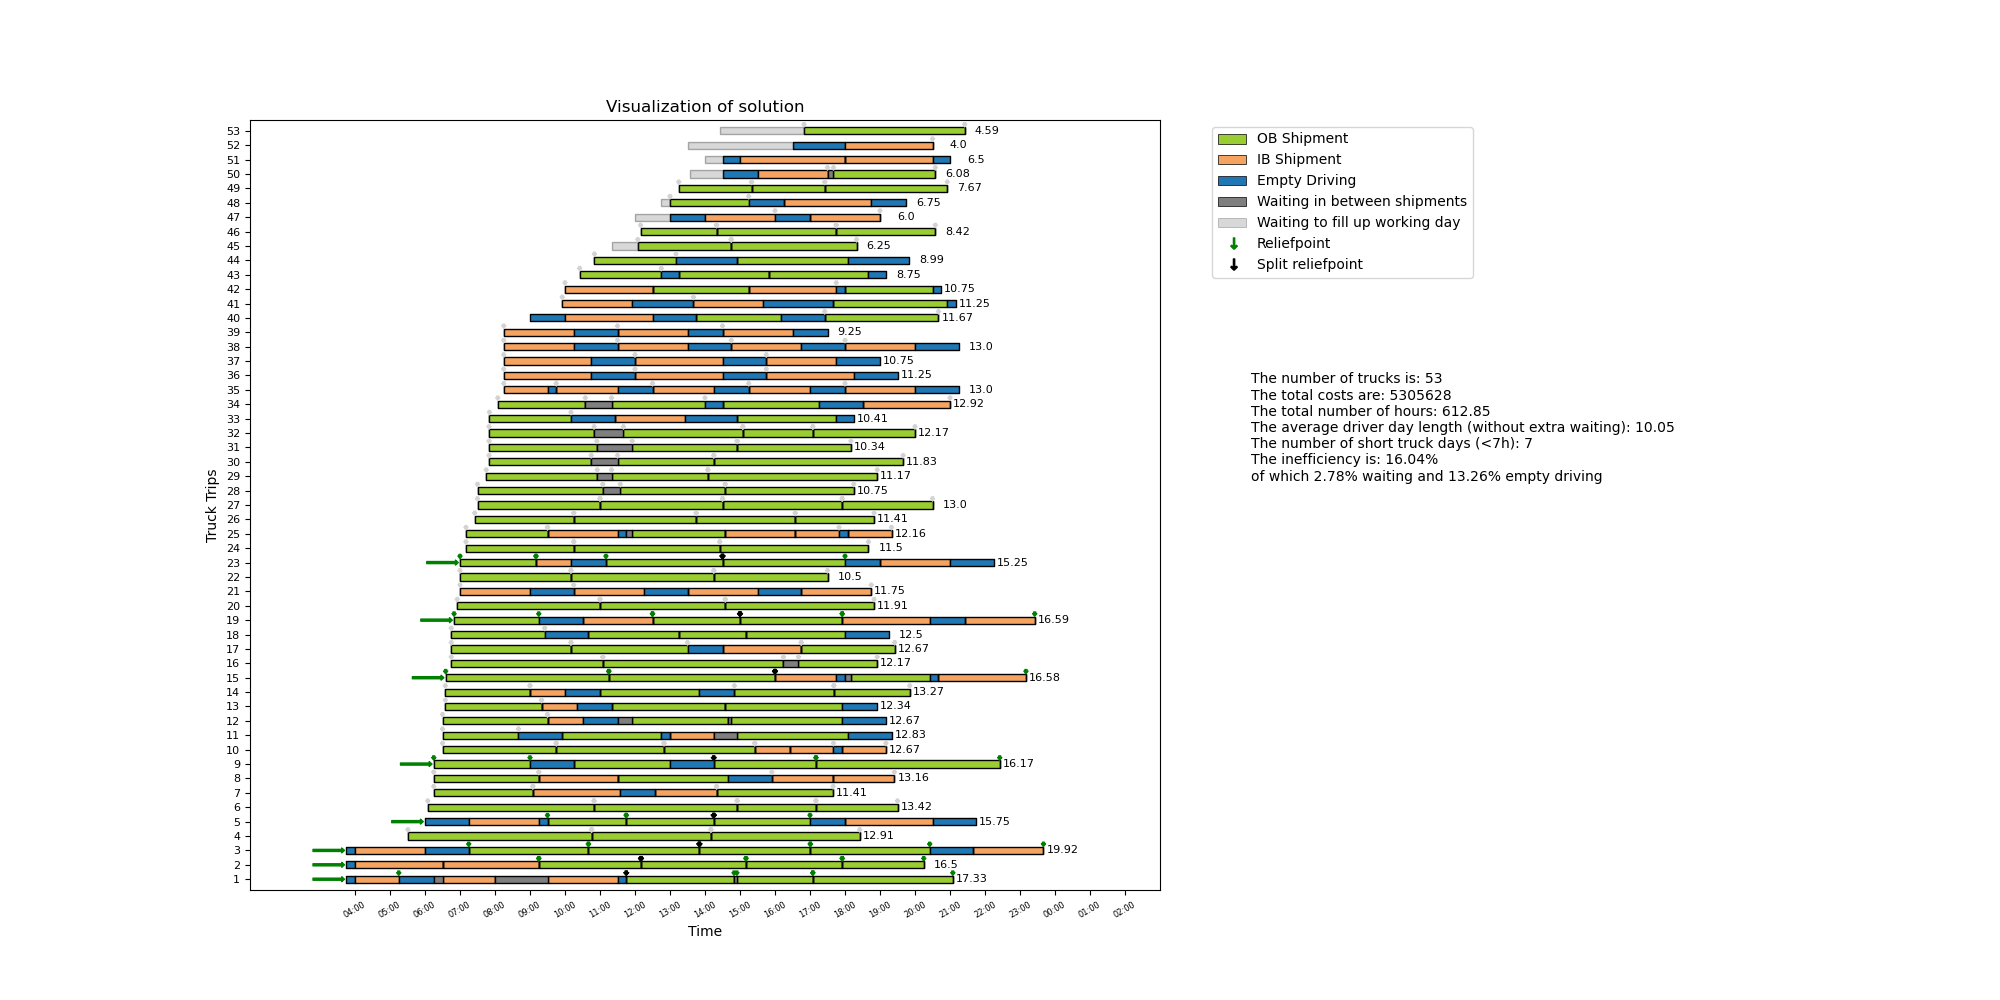 Visualization of solution
53 4.59
52 4.0
51 6.5
50 6.08
49 7.67
48 6.75
47 6.0
46 8.42
45 6.25
44 8.99
43 8.75
42 10.75
41 11.25
40 11.67
39 9.25
38 13.0
37 10.75
36 11.25
35 13.0
34 12.92
33 10.41
32 12.17
31 10.34
30 11.83
29 11.17
28 10.75
27 13.0
26 11.41
25 12.16
24 11.5
23 15.25
22 10.5
21 11.75
20 11.91
19 16.59
18 12.5
17 12.67
16 12.17
15 16.58
14 13.27
13 12.34
12 12.67
11 12.83
10 12.67
9 16.17
8 13.16
7 11.41
6 13.42
5 15.75
4 12.91
3 19.92
2 16.5
1 17.33
Truck Trips
04:00 05:00 06:00 07:00 08:00 09:00 10:00 11:00 12:00 13:00 14:00 15:00 16:00 17:00 18:00 19:00 20:00 21:00 22:00 23:00 00:00 01:00 02:00
Time
OB Shipment
IB Shipment
Empty Driving
Waiting in between shipments
Waiting to fill up working day
Reliefpoint
Split reliefpoint
The number of trucks is: 53
The total costs are: 5305628
The total number of hours: 612.85
The average driver day length (without extra waiting): 10.05
The number of short truck days (<7h): 7
The inefficiency is: 16.04%
of which 2.78% waiting and 13.26% empty driving